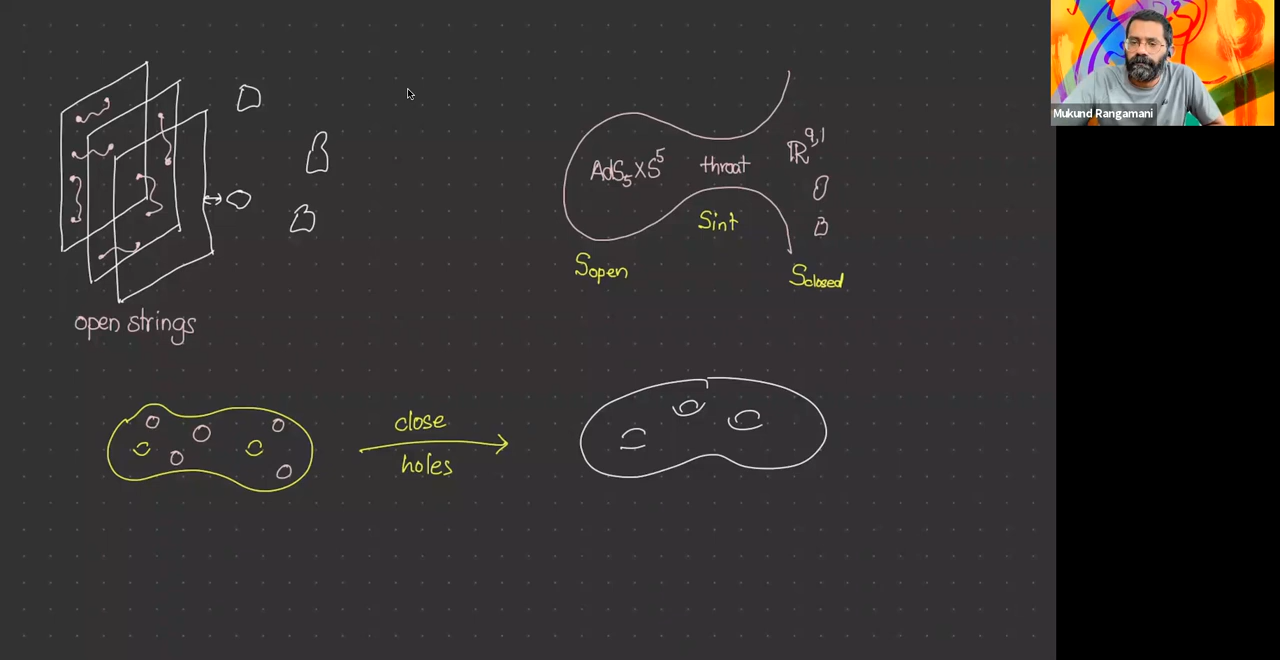 Mukund Rangamani
AdS₅×S⁵ throat ℝ⁹,¹
Sint
Sopen
Sclosed
open strings
close
holes